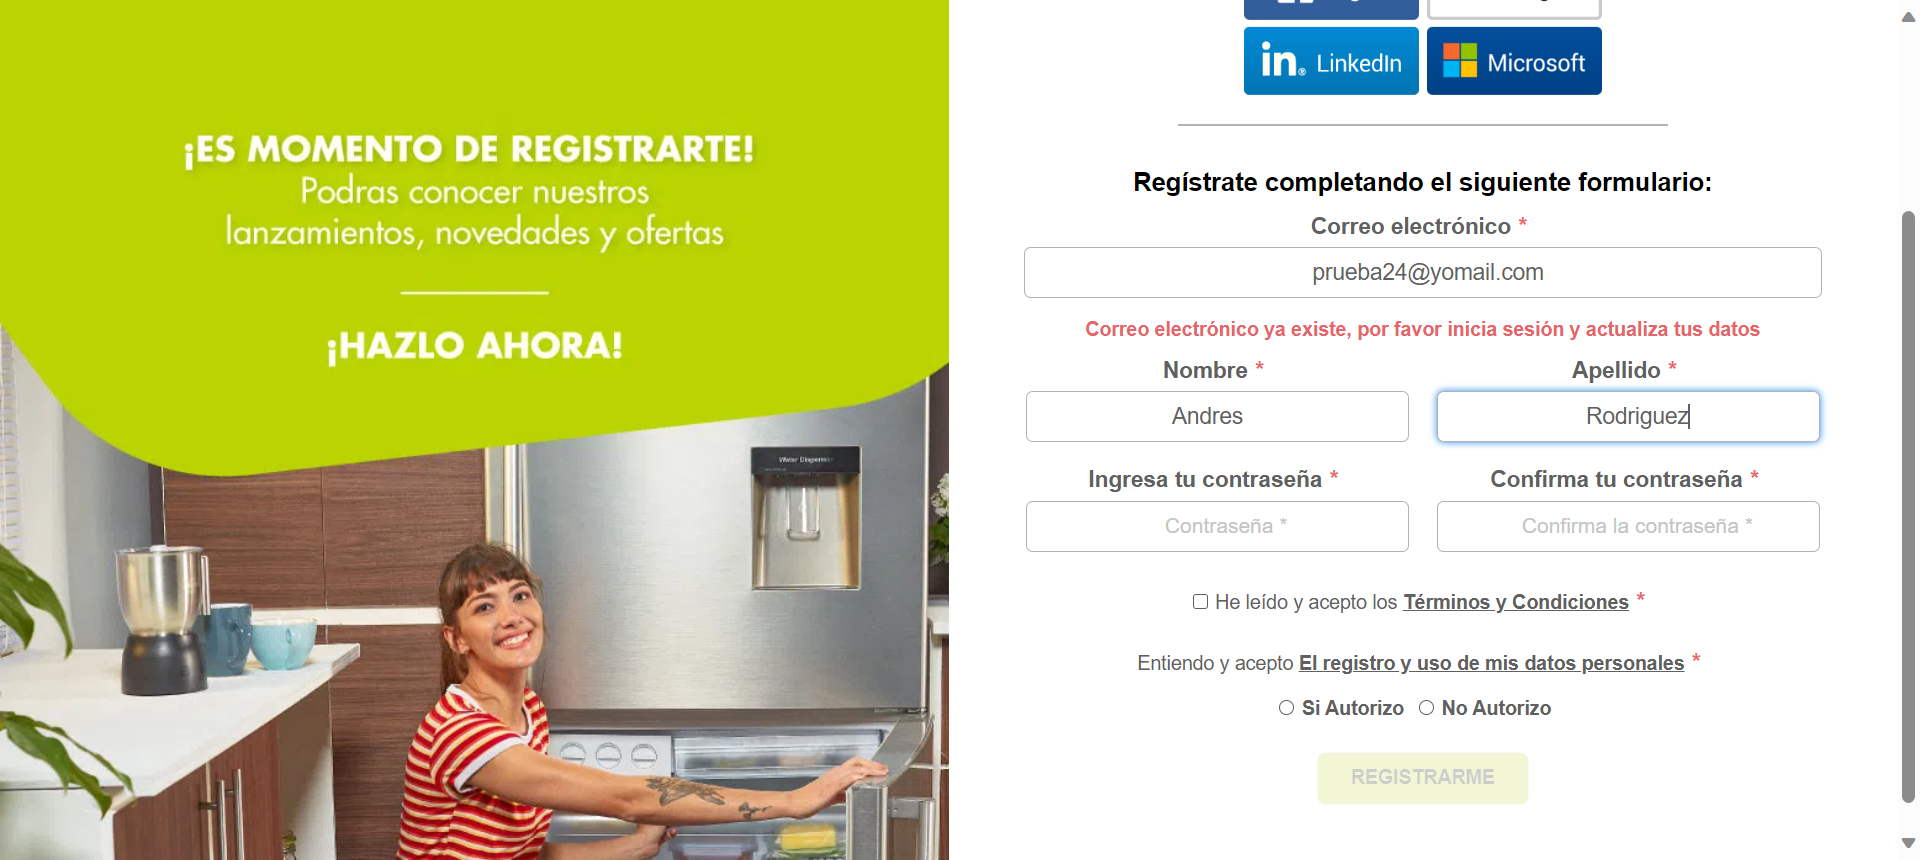 ¡ES MOMENTO DE REGISTRARTE!
Podras conocer nuestros
lanzamientos, novedades y ofertas
¡HAZLO AHORA!
Water Dispenser
in® LinkedIn
Microsoft
Regístrate completando el siguiente formulario:
Correo electrónico *
prueba24@yomail.com
Correo electrónico ya existe, por favor inicia sesión y actualiza tus datos
Nombre *
Apellido *
Andres
Rodriguez
Ingresa tu contraseña *
Confirma tu contraseña *
Contraseña *
Confirma la contraseña *
He leído y acepto los Términos y Condiciones *
Entiendo y acepto El registro y uso de mis datos personales *
Si Autorizo
No Autorizo
REGISTRARME